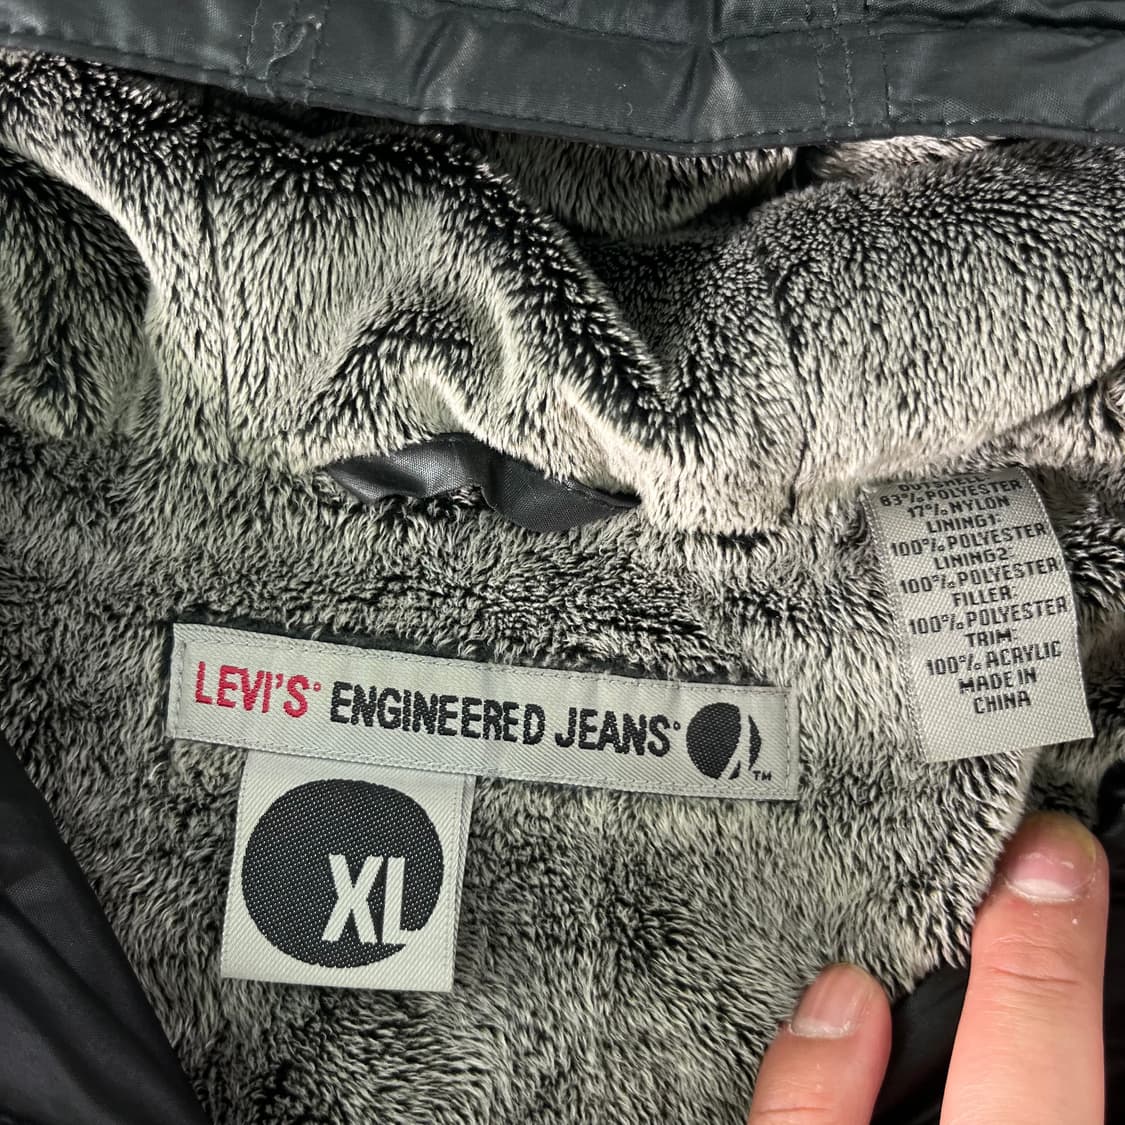 OUTSHELL
83% POLYESTER
17% NYLON
LINING1:
100% POLYESTER
LINING2:
100% POLYESTER
FILLER:
100% POLYESTER
TRIM:
100% ACRYLIC
MADE IN
CHINA
LEVI'S® ENGINEERED JEANS® ™
XL